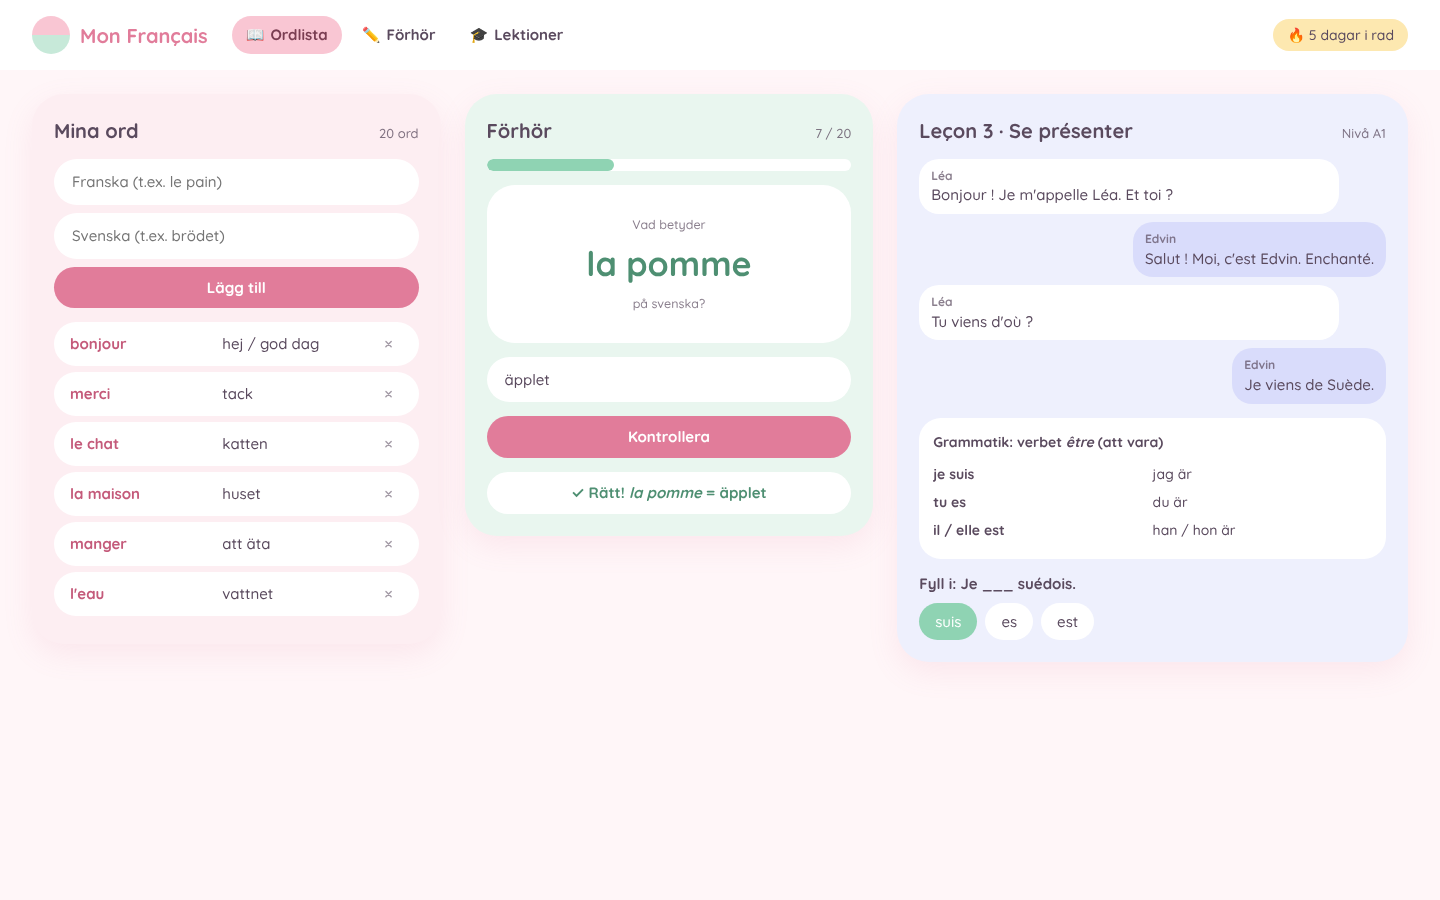 Mon Français
📖 Ordlista
✏️ Förhör
🎓 Lektioner
🔥 5 dagar i rad
Mina ord
20 ord
Franska (t.ex. le pain)
Svenska (t.ex. brödet)
Lägg till
bonjour hej / god dag ×
merci tack ×
le chat katten ×
la maison huset ×
manger att äta ×
l'eau vattnet ×
Förhör
7 / 20
Vad betyder
la pomme
på svenska?
äpplet
Kontrollera
✓ Rätt! la pomme = äpplet
Leçon 3 · Se présenter
Nivå A1
Léa
Bonjour ! Je m'appelle Léa. Et toi ?
Edvin
Salut ! Moi, c'est Edvin. Enchanté.
Léa
Tu viens d'où ?
Edvin
Je viens de Suède.
Grammatik: verbet être (att vara)
je suis jag är
tu es du är
il / elle est han / hon är
Fyll i: Je ___ suédois.
suis es est